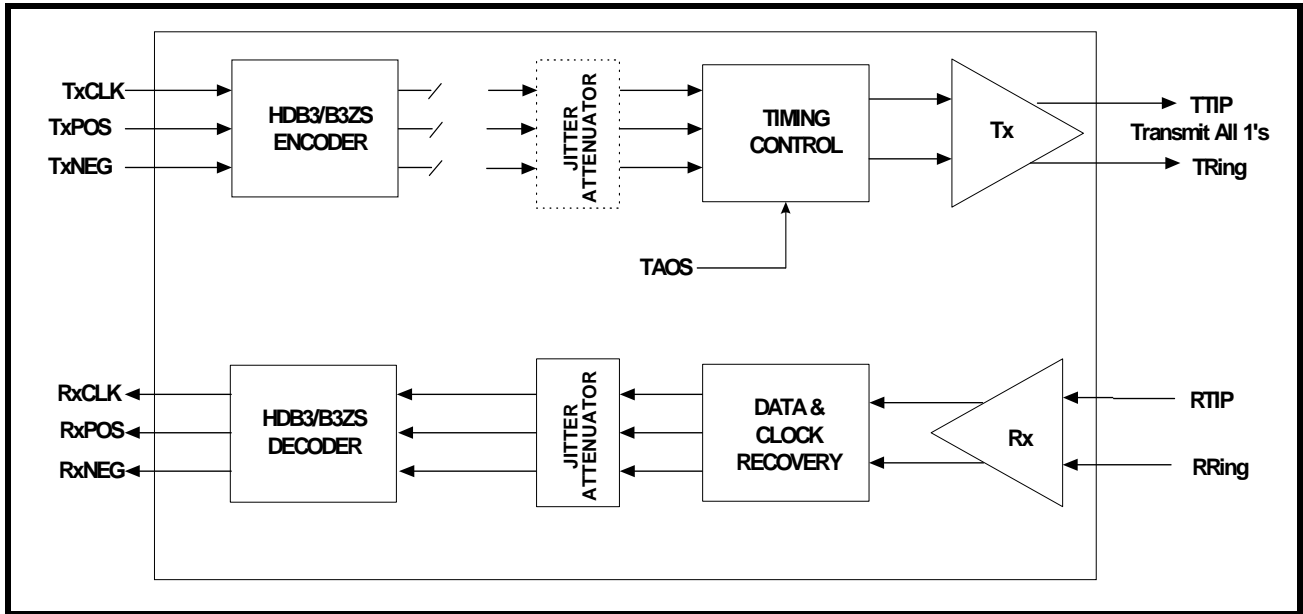 TxCLK
TxPOS
TxNEG
HDB3/B3ZS
ENCODER
JITTER
ATTENUATOR
TIMING
CONTROL
Tx
TTIP
Transmit All 1's
TRing
TAOS
RxCLK
RxPOS
RxNEG
HDB3/B3ZS
DECODER
JITTER
ATTENUATOR
DATA &
CLOCK
RECOVERY
Rx
RTIP
RRing